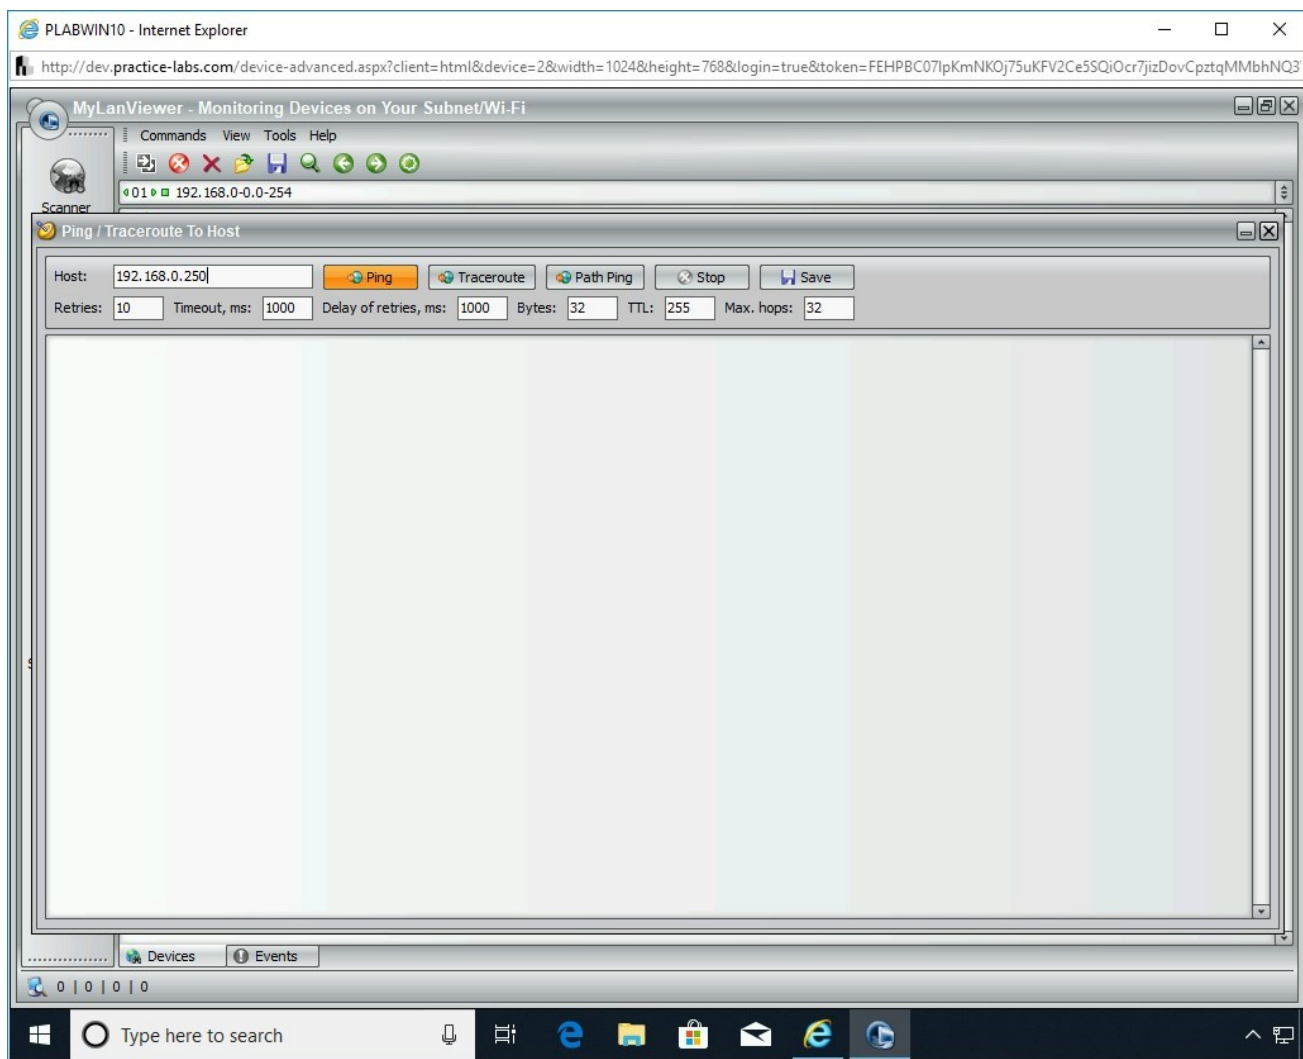 PLABWIN10 - Internet Explorer
http://dev.practice-labs.com/device-advanced.aspx?client=html&device=2&width=1024&height=768&login=true&token=FEHPBC07lpKmNKOj75uKFV2Ce5SQiOcr7jizDovCpztqMMbhNQ3
MyLanViewer - Monitoring Devices on Your Subnet/Wi-Fi
Commands View Tools Help
01 192.168.0-0.0-254
Scanner
Ping / Traceroute To Host
Host: 192.168.0.250 Ping Traceroute Path Ping Stop Save
Retries: 10 Timeout, ms: 1000 Delay of retries, ms: 1000 Bytes: 32 TTL: 255 Max. hops: 32
Devices Events
0 | 0 | 0 | 0
Type here to search